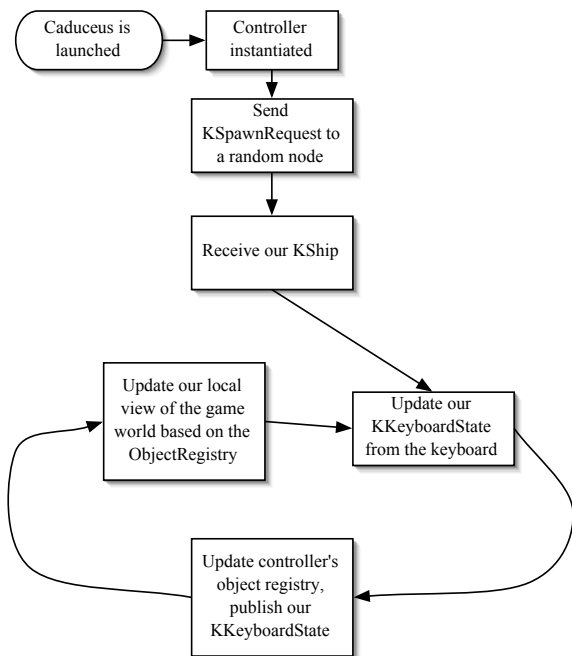 Caduceus is
launched
Controller
instantiated
Send
KSpawnRequest to
a random node
Receive our KShip
Update our local
view of the game
world based on the
ObjectRegistry
Update our
KKeyboardState
from the keyboard
Update controller's
object registry,
publish our
KKeyboardState